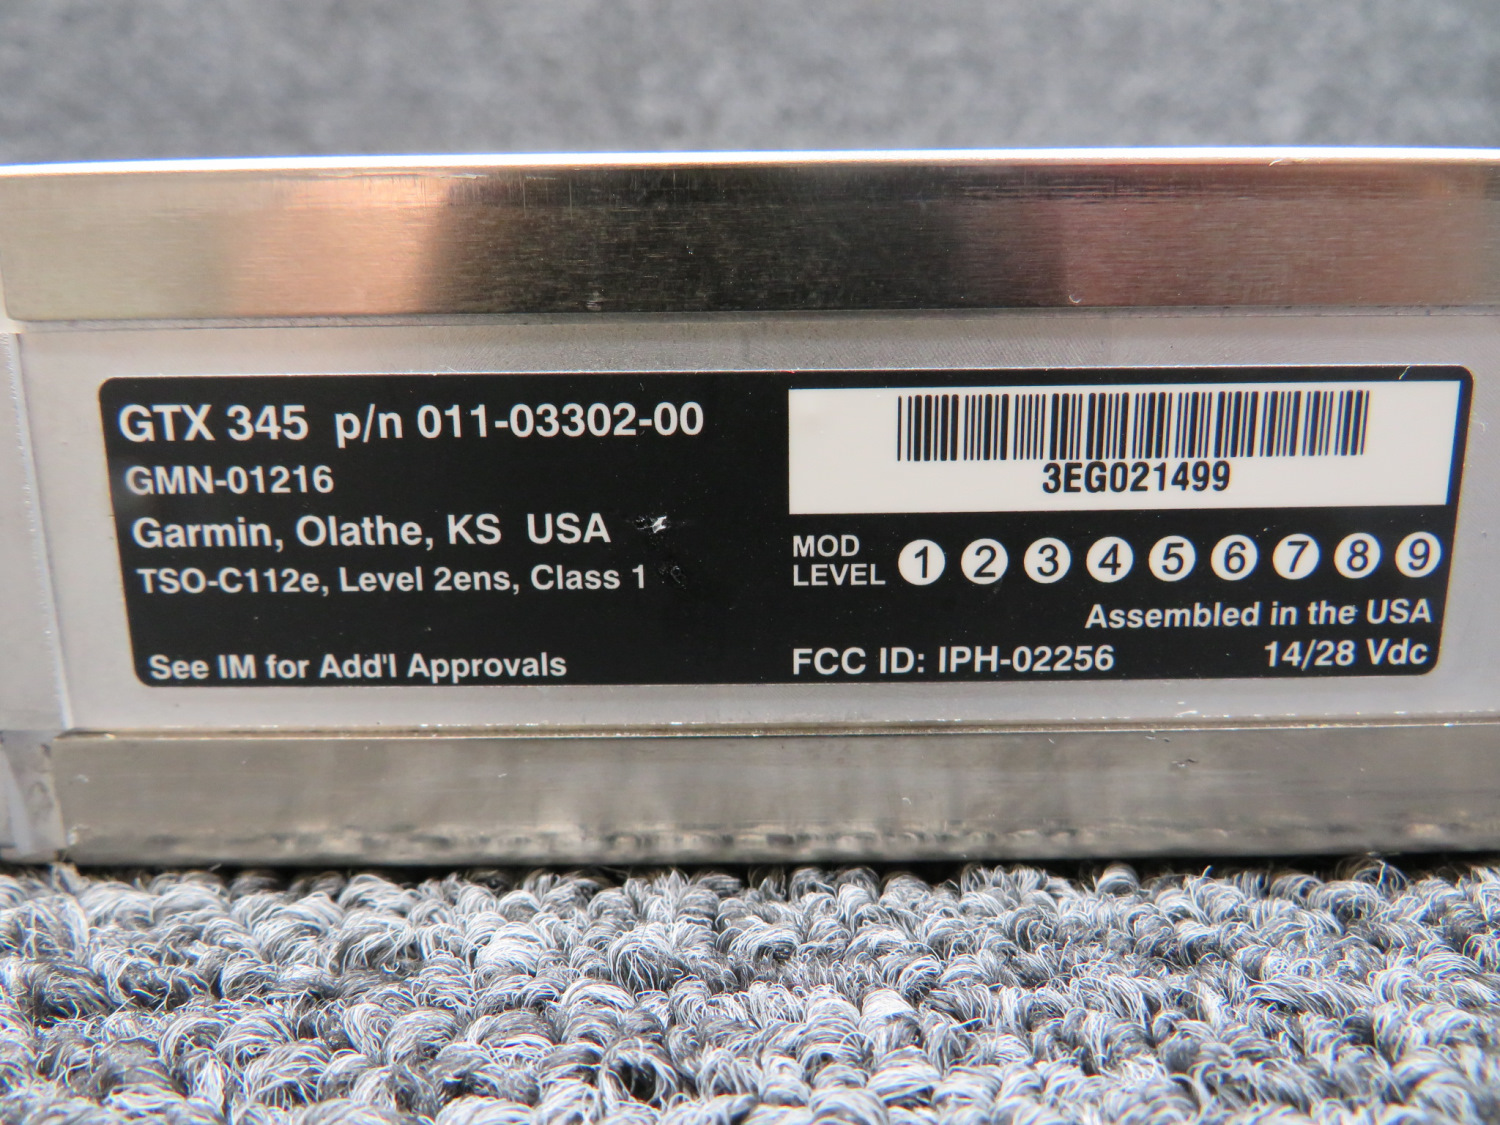 GTX 345 p/n 011-03302-00
GMN-01216
Garmin, Olathe, KS USA
TSO-C112e, Level 2ens, Class 1
See IM for Add'l Approvals
3EG021499
MOD
LEVEL 1 2 3 4 5 6 7 8 9
Assembled in the USA
FCC ID: IPH-02256 14/28 Vdc